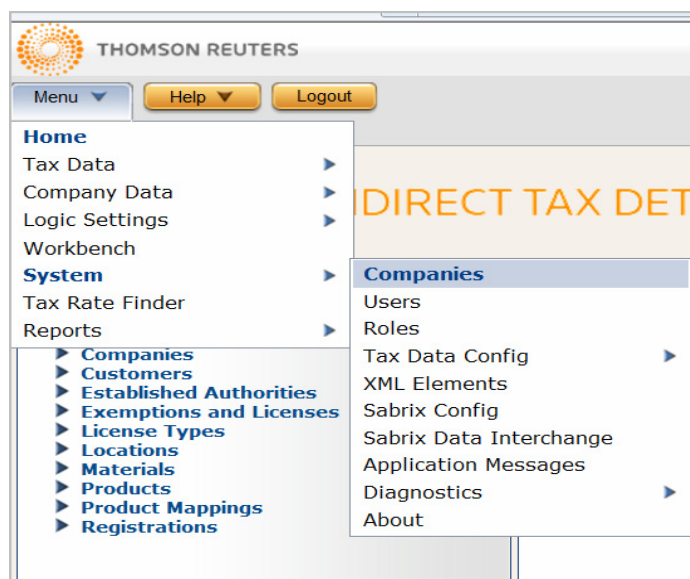 THOMSON REUTERS
Menu
Help
Logout
Home
Tax Data
Company Data
Logic Settings
Workbench
System
Tax Rate Finder
Reports
DIRECT TAX DET
Companies
Users
Roles
Tax Data Config
XML Elements
Sabrix Config
Sabrix Data Interchange
Application Messages
Diagnostics
About
Companies
Customers
Established Authorities
Exemptions and Licenses
License Types
Locations
Materials
Products
Product Mappings
Registrations